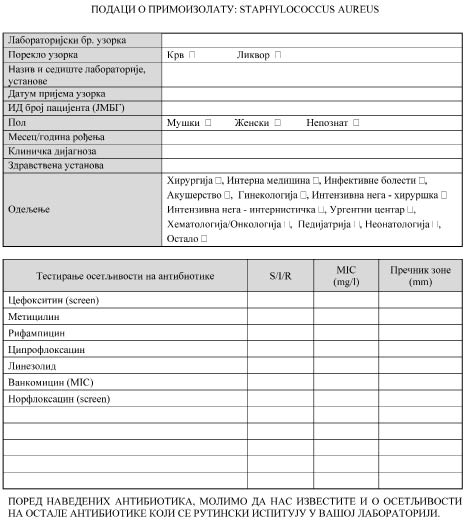 ПОДАЦИ О ПРИМОИЗОЛАТУ: STAPHYLOCOCCUS AUREUS
Лабораторијски бр. узорка
Порекло узорка Крв □ Ликвор □
Назив и седиште лабораторије,
установе
Датум пријема узорка
ИД број пацијента (ЈМБГ)
Пол Мушки □ Женски □ Непознат □
Месец/година рођења
Клиничка дијагноза
Здравствена установа
Одељење
Хирургија □, Интерна медицина □, Инфективне болести □,
Акушерство □, Гинекологија □, Интензивна нега - хируршка □
Интензивна нега - интернистичка □, Ургентни центар □,
Хематологија/Онкологија □, Педијатрија □, Неонатологија □,
Остало □
Тестирање осетљивости на антибиотике S/I/R MIC (mg/l) Пречник зоне (mm)
Цефокситин (screen)
Метицилин
Рифампицин
Ципрофлоксацин
Линезолид
Ванкомицин (MIC)
Норфлоксацин (screen)
ПОРЕД НАВЕДЕНИХ АНТИБИОТИКА, МОЛИМО ДА НАС ИЗВЕСТИТЕ И О ОСЕТЉИВОСТИ
НА ОСТАЛЕ АНТИБИОТИКЕ КОЈИ СЕ РУТИНСКИ ИСПИТУЈУ У ВАШОЈ ЛАБОРАТОРИЈИ.